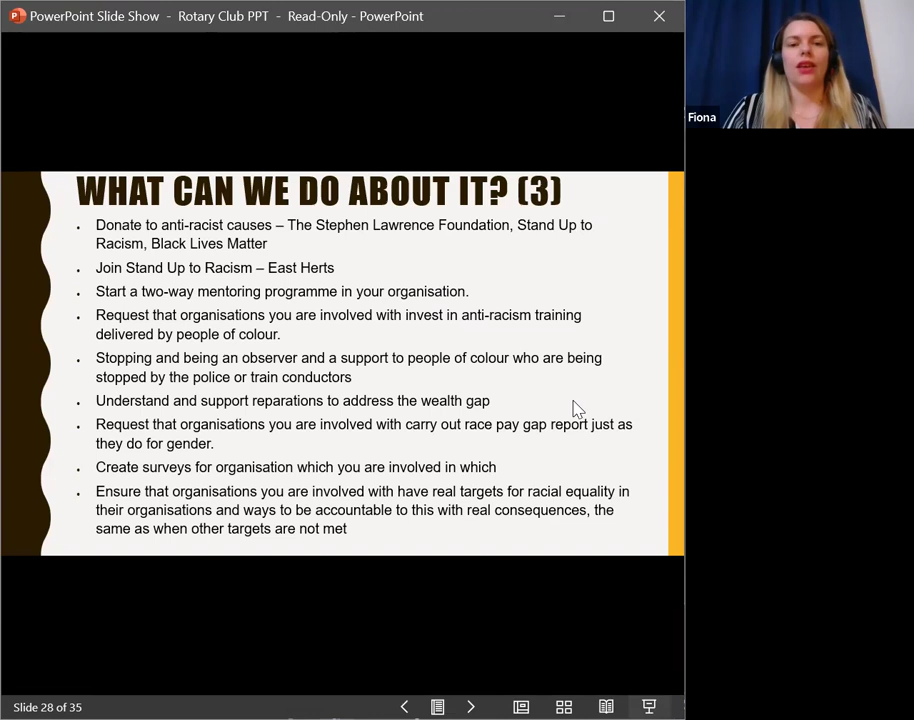 PowerPoint Slide Show - Rotary Club PPT - Read-Only - PowerPoint
Fiona
WHAT CAN WE DO ABOUT IT? (3)
Donate to anti-racist causes – The Stephen Lawrence Foundation, Stand Up to
Racism, Black Lives Matter
Join Stand Up to Racism – East Herts
Start a two-way mentoring programme in your organisation.
Request that organisations you are involved with invest in anti-racism training
delivered by people of colour.
Stopping and being an observer and a support to people of colour who are being
stopped by the police or train conductors
Understand and support reparations to address the wealth gap
Request that organisations you are involved with carry out race pay gap report just as
they do for gender.
Create surveys for organisation which you are involved in which
Ensure that organisations you are involved with have real targets for racial equality in
their organisations and ways to be accountable to this with real consequences, the
same as when other targets are not met
Slide 28 of 35